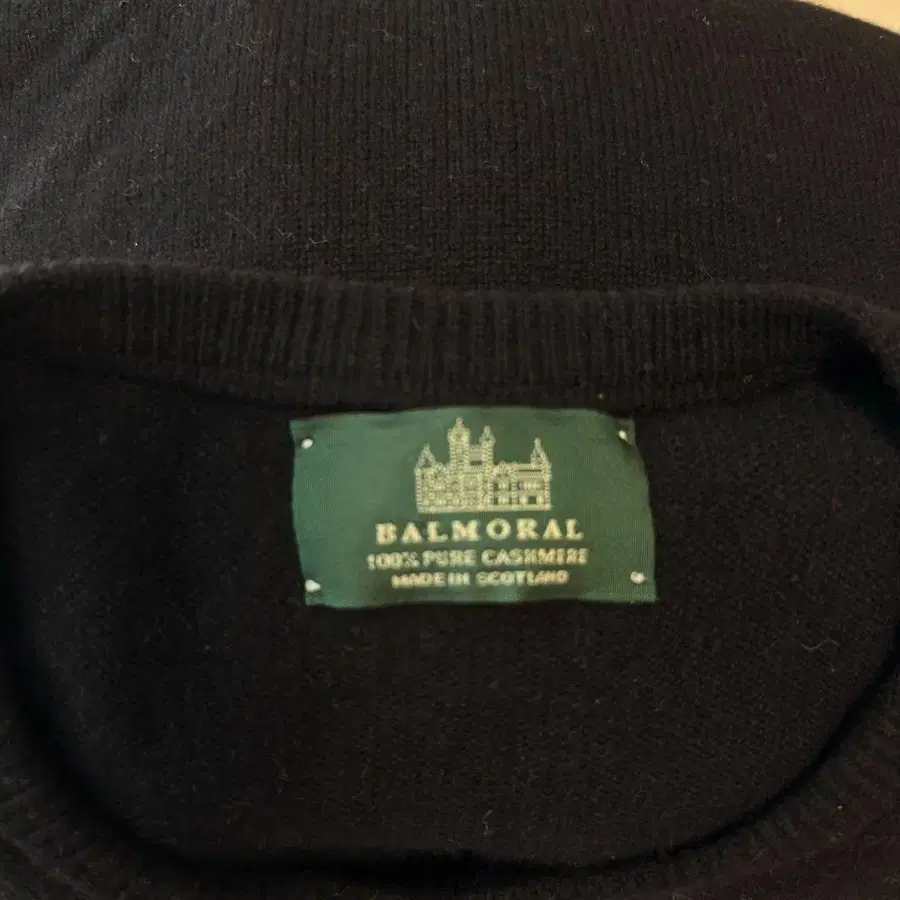 BALMORAL
100% PURE CASHMERE
MADE IN SCOTLAND